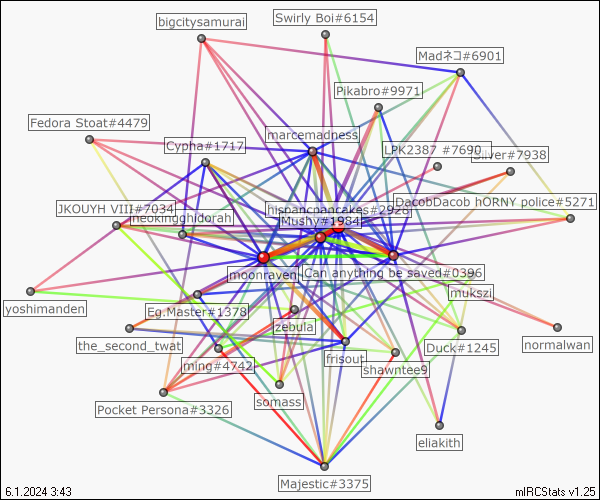 bigcitysamurai
Swirly Boi#6154
Madネコ#6901
Pikabro#9971
Fedora Stoat#4479
marcemadness
Cypha#1717
LPK2387 #7690
Silver#7938
JKOUYH VIII#7034
neokingghidorah
hispancpancakes#2928
DacobDacob hORNY police#5271
Mushy#1984
moonraven
Can anything be saved#0396
mukszi
yoshimanden
Eg.Master#1378
zebula
the_second_twat
frisout
Duck#1245
normalwan
ming#4742
shawntee9
somass
Pocket Persona#3326
eliakith
Majestic#3375
6.1.2024 3:43
mIRCStats v1.25